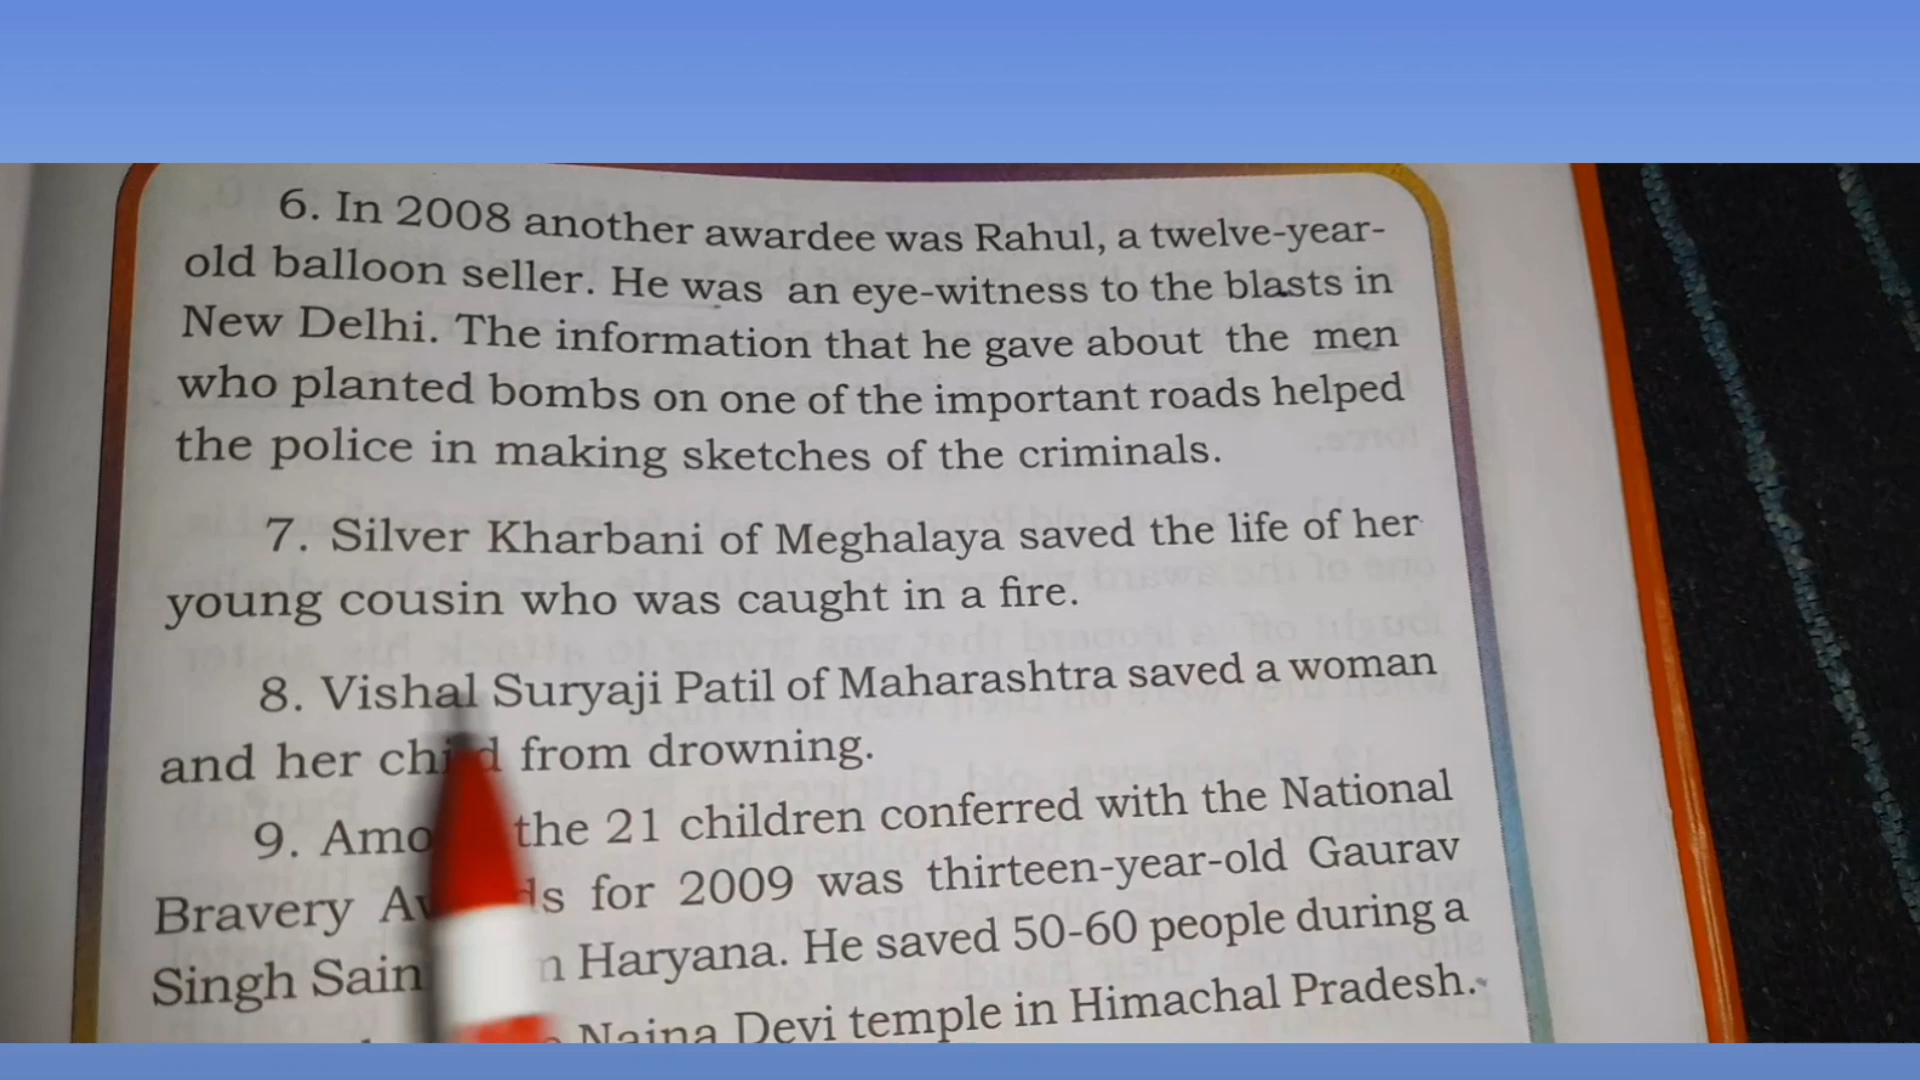 6. In 2008 another awardee was Rahul, a twelve-year-
old balloon seller. He was an eye-witness to the blasts in
New Delhi. The information that he gave about the men
who planted bombs on one of the important roads helped
the police in making sketches of the criminals.
7. Silver Kharbani of Meghalaya saved the life of her
young cousin who was caught in a fire.
8. Vishal Suryaji Patil of Maharashtra saved a woman
and her child from drowning.
9. the 21 children conferred with the National
Bravery for 2009 was thirteen-year-old Gaurav
Singh Haryana. He saved 50-60 people during a
Naina Devi temple in Himachal Pradesh.